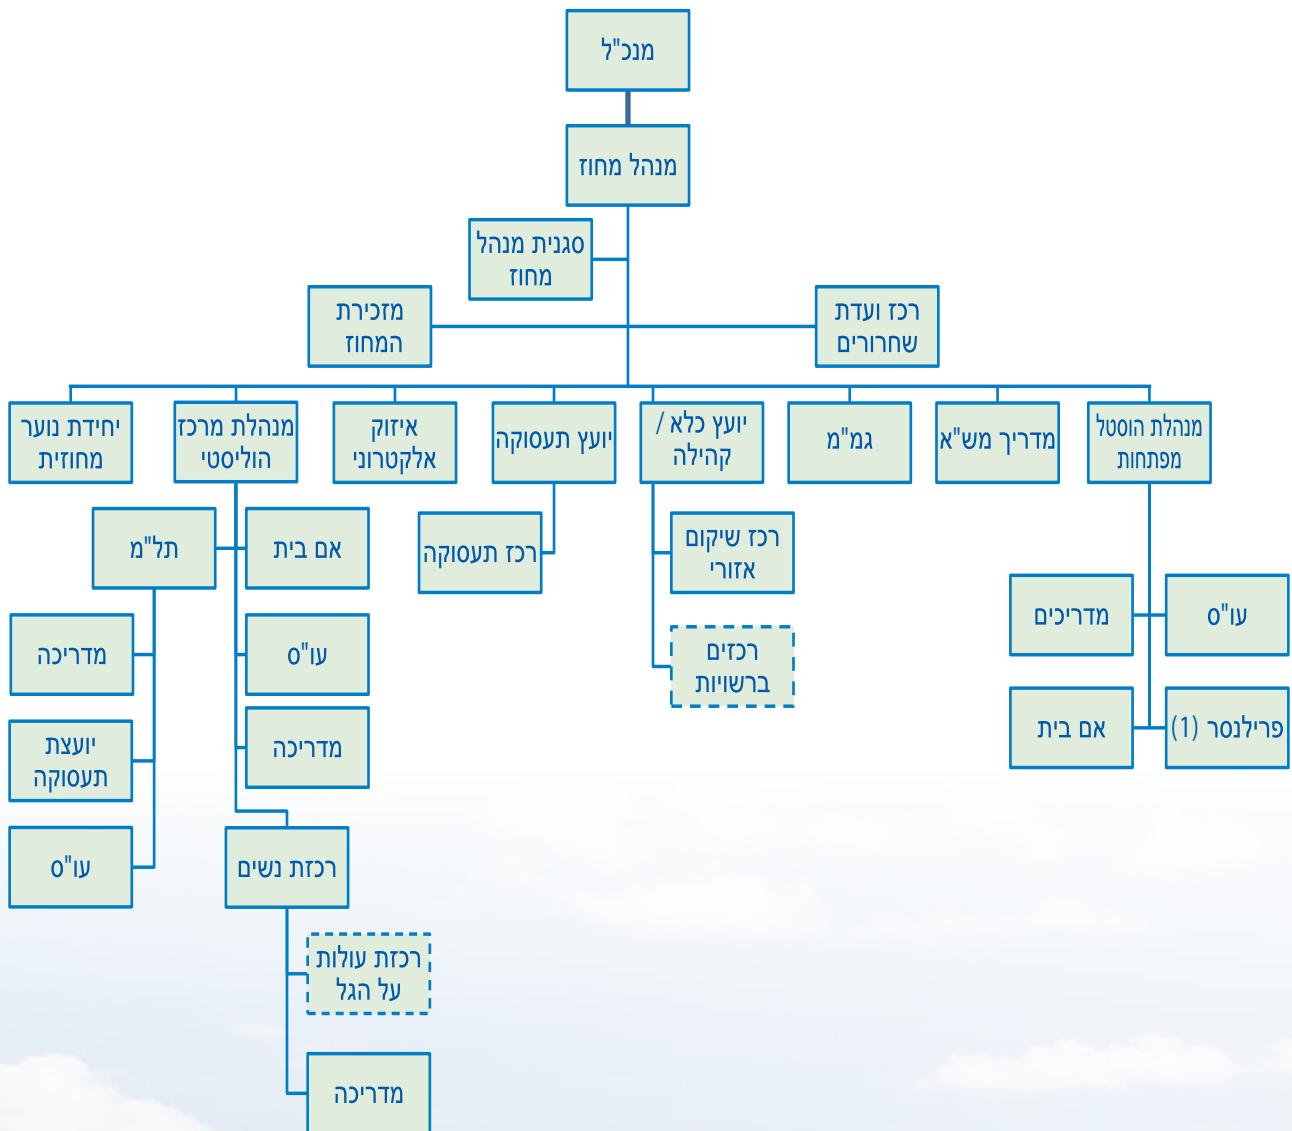 מנכ"ל
מנהל מחוז
סגנית מנהל
מחוז
רכז ועדת
שחרורים
מזכירת
המחוז
מנהלת הוסטל
מפתחות
מדריך מש"א
גמ"מ
יועץ כלא /
קהילה
יועץ תעסוקה
איזוק
אלקטרוני
מנהלת מרכז
הוליסטי
יחידת נוער
מחוזית
עו"ס
מדריכים
פרילנסר (1)
אם בית
רכז שיקום
אזורי
רכזים
ברשויות
רכז תעסוקה
אם בית
תל"מ
עו"ס
מדריכה
מדריכה
יועצת
תעסוקה
עו"ס
רכזת נשים
רכזת עולות
על הגל
מדריכה